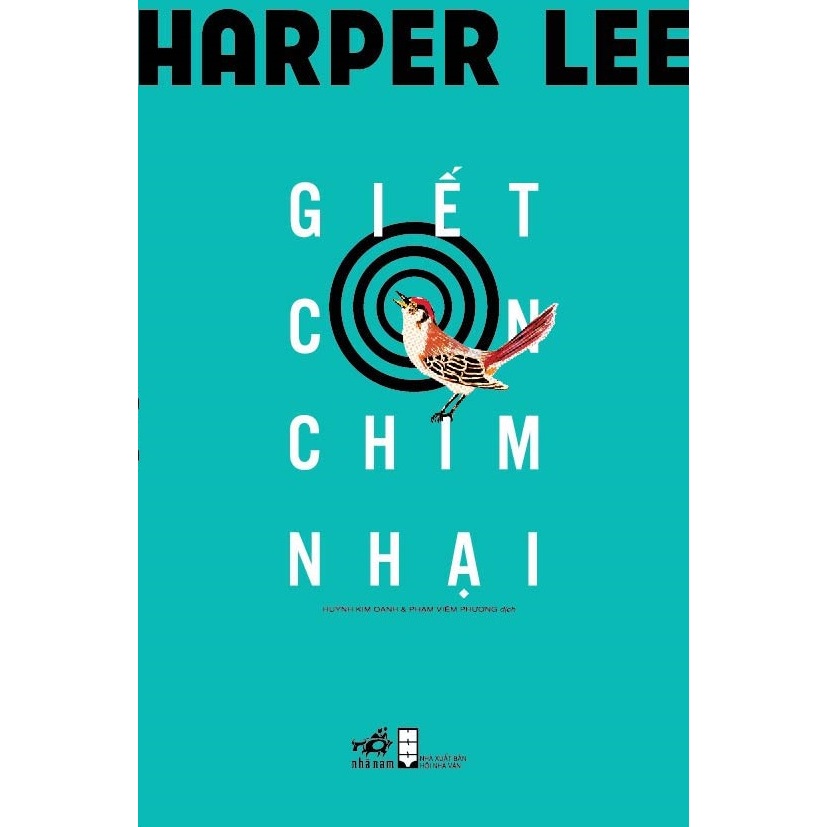 HARPER LEE
GIẾT
CON
CHIM
NHẠI
HUỲNH KIM OANH & PHẠM VIÊM PHƯƠNG dịch
nhã nam
NHÀ XUẤT BẢN
HỘI NHÀ VĂN